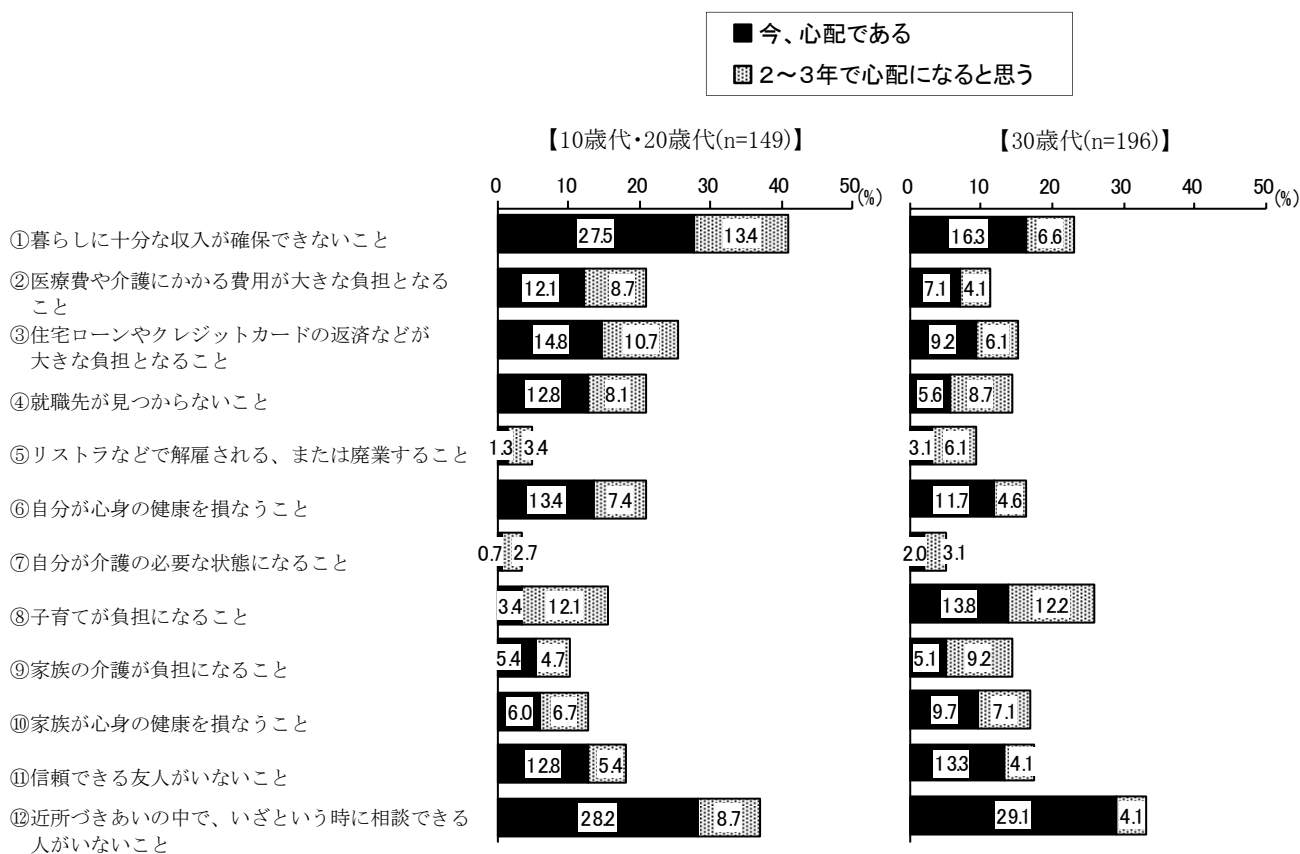 ■今、心配である
２～３年で心配になると思う
【10歳代・20歳代(n=149)】 【30歳代(n=196)】
0 10 20 30 40 50 (%) 0 10 20 30 40 50 (%)
①暮らしに十分な収入が確保できないこと 27.5 13.4 16.3 6.6
②医療費や介護にかかる費用が大きな負担となる
こと 12.1 8.7 7.1 4.1
③住宅ローンやクレジットカードの返済などが
大きな負担となること 14.8 10.7 9.2 6.1
④就職先が見つからないこと 12.8 8.1 5.6 8.7
⑤リストラなどで解雇される、または廃業すること 1.3 3.4 3.1 6.1
⑥自分が心身の健康を損なうこと 13.4 7.4 11.7 4.6
⑦自分が介護の必要な状態になること 0.7 2.7 2.0 3.1
⑧子育てが負担になること 3.4 12.1 13.8 12.2
⑨家族の介護が負担になること 5.4 4.7 5.1 9.2
⑩家族が心身の健康を損なうこと 6.0 6.7 9.7 7.1
⑪信頼できる友人がいないこと 12.8 5.4 13.3 4.1
⑫近所づきあいの中で、いざという時に相談できる
人がいないこと 28.2 8.7 29.1 4.1